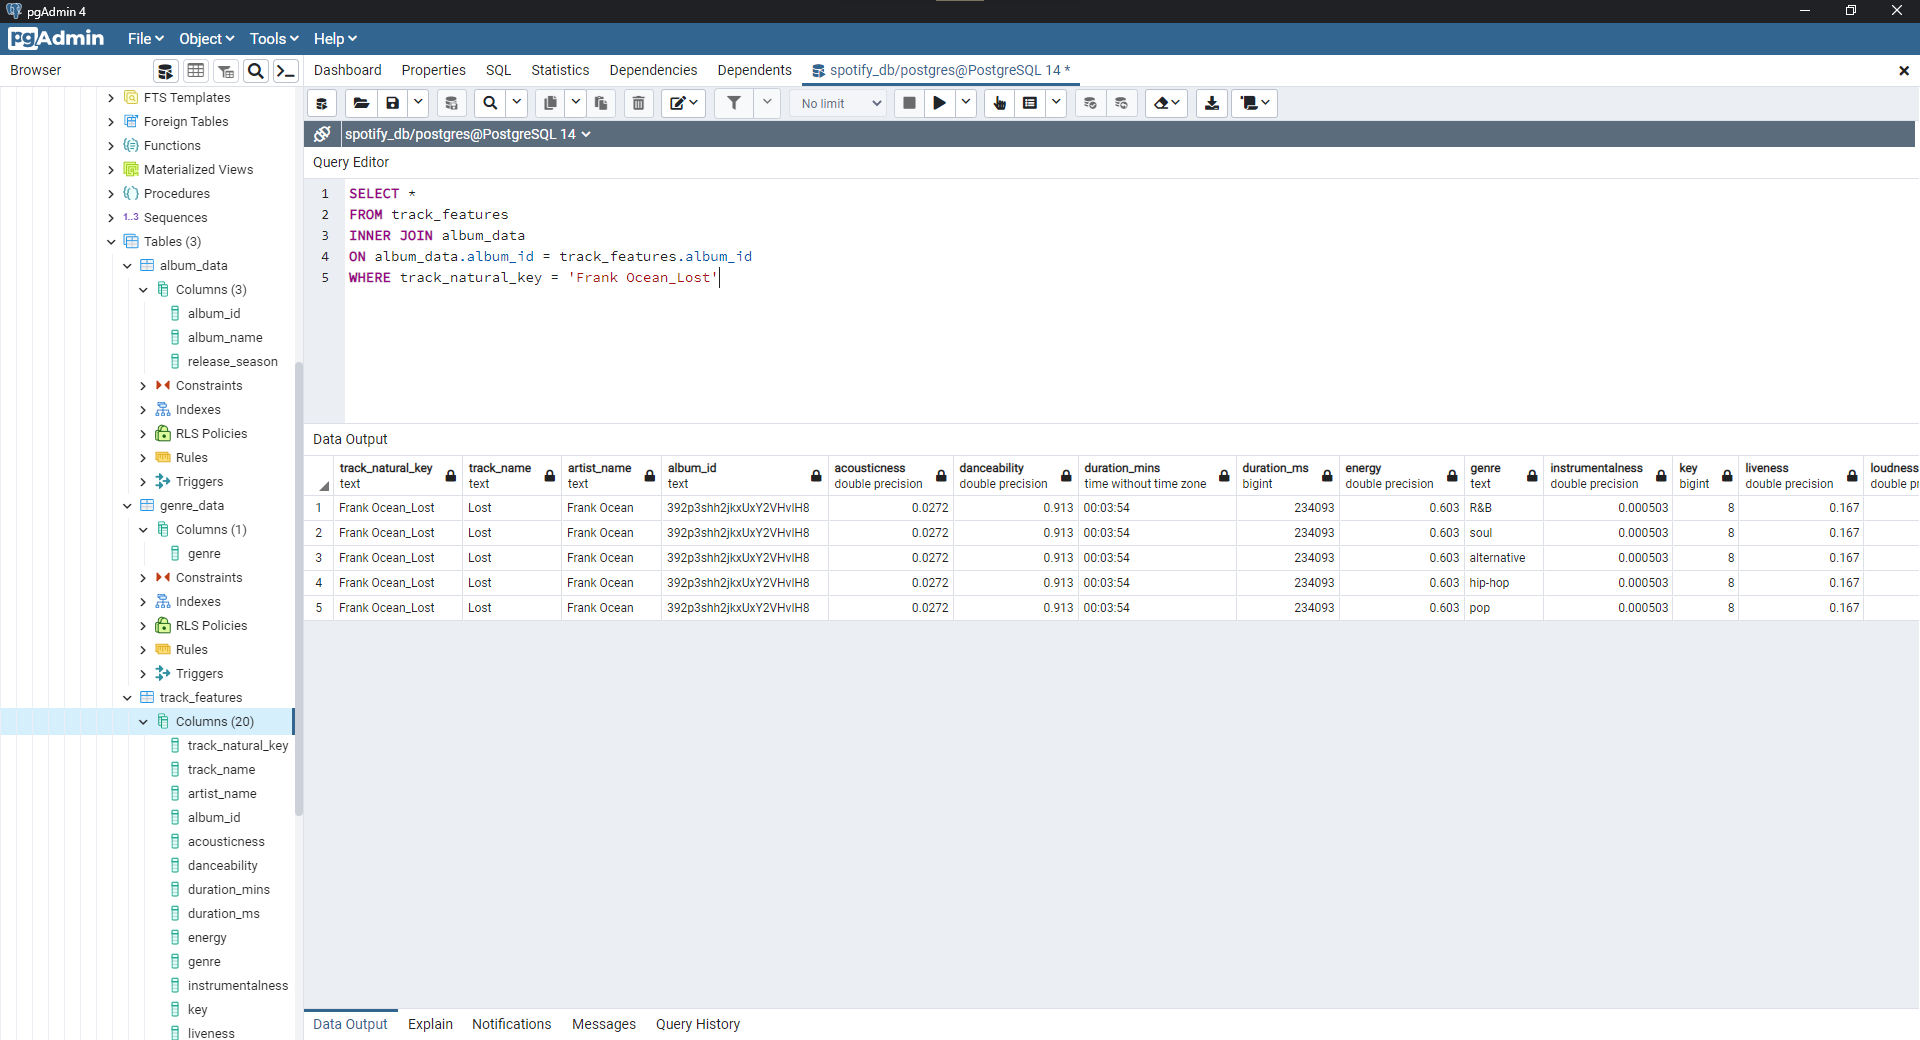 pgAdmin 4
pgAdmin File Object Tools Help
Browser
Dashboard Properties SQL Statistics Dependencies Dependents spotify_db/postgres@PostgreSQL 14 *
No limit
spotify_db/postgres@PostgreSQL 14
Query Editor
1 SELECT *
2 FROM track_features
3 INNER JOIN album_data
4 ON album_data.album_id = track_features.album_id
5 WHERE track_natural_key = 'Frank Ocean_Lost'
FTS Templates
Foreign Tables
Functions
Materialized Views
Procedures
1..3 Sequences
Tables (3)
album_data
Columns (3)
album_id
album_name
release_season
Constraints
Indexes
RLS Policies
Rules
Triggers
genre_data
Columns (1)
genre
Constraints
Indexes
RLS Policies
Rules
Triggers
track_features
Columns (20)
track_natural_key
track_name
artist_name
album_id
acousticness
danceability
duration_mins
duration_ms
energy
genre
instrumentalness
key
liveness
Data Output
track_natural_key track_name artist_name album_id acousticness danceability duration_mins duration_ms energy genre instrumentalness key liveness loudness
text text text text double precision double precision time without time zone bigint double precision text double precision bigint double precision double pr
1 Frank Ocean_Lost Lost Frank Ocean 392p3shh2jkxUxY2VHvIH8 0.0272 0.913 00:03:54 234093 0.603 R&B 0.000503 8 0.167
2 Frank Ocean_Lost Lost Frank Ocean 392p3shh2jkxUxY2VHvIH8 0.0272 0.913 00:03:54 234093 0.603 soul 0.000503 8 0.167
3 Frank Ocean_Lost Lost Frank Ocean 392p3shh2jkxUxY2VHvIH8 0.0272 0.913 00:03:54 234093 0.603 alternative 0.000503 8 0.167
4 Frank Ocean_Lost Lost Frank Ocean 392p3shh2jkxUxY2VHvIH8 0.0272 0.913 00:03:54 234093 0.603 hip-hop 0.000503 8 0.167
5 Frank Ocean_Lost Lost Frank Ocean 392p3shh2jkxUxY2VHvIH8 0.0272 0.913 00:03:54 234093 0.603 pop 0.000503 8 0.167
Data Output Explain Notifications Messages Query History